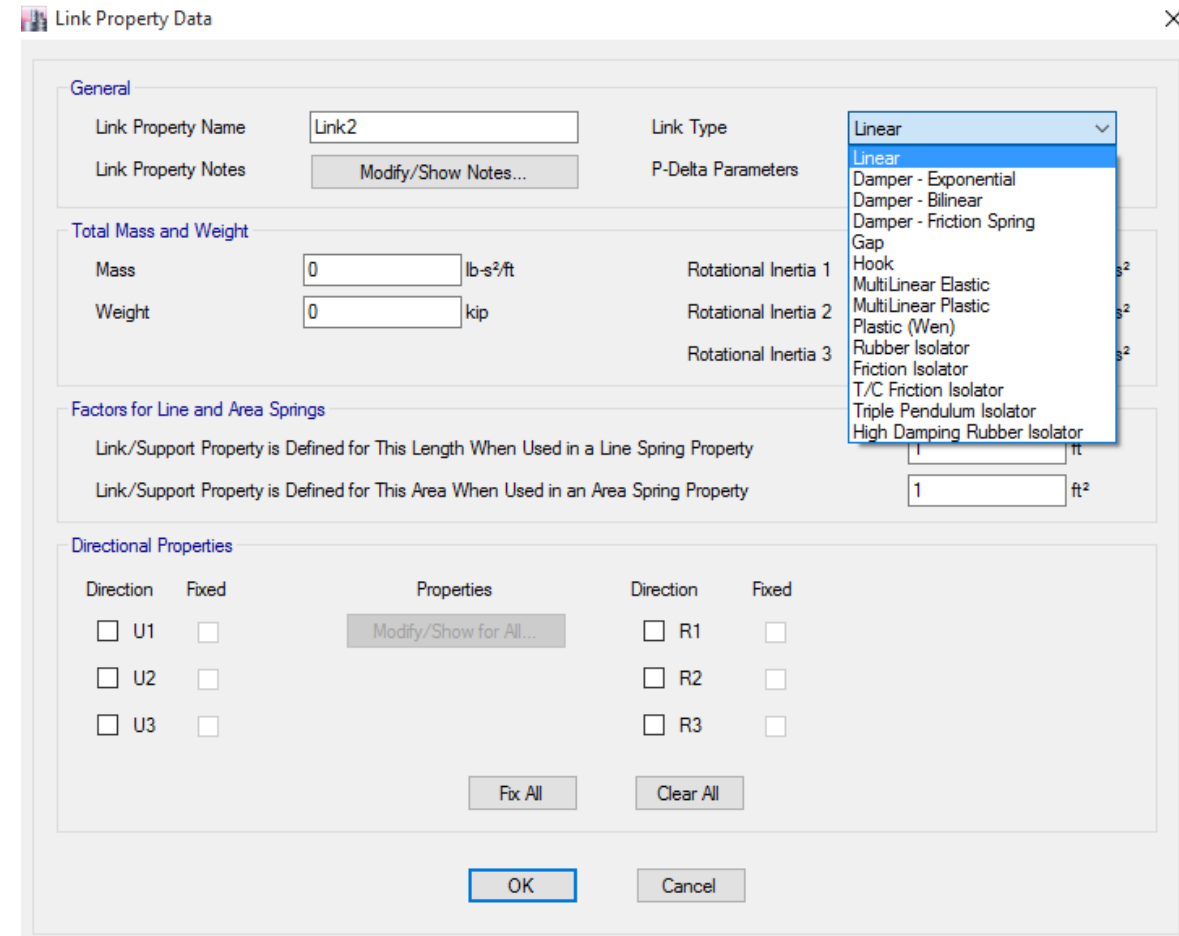 Link Property Data
General
Link Property Name Link2 Link Type Linear
Link Property Notes Modify/Show Notes... P-Delta Parameters
Linear
Damper - Exponential
Damper - Bilinear
Damper - Friction Spring
Gap
Hook
MultiLinear Elastic
MultiLinear Plastic
Plastic (Wen)
Rubber Isolator
Friction Isolator
T/C Friction Isolator
Triple Pendulum Isolator
High Damping Rubber Isolator
Total Mass and Weight
Mass 0 lb-s²/ft Rotational Inertia 1 s²
Weight 0 kip Rotational Inertia 2 s²
Rotational Inertia 3 s²
Factors for Line and Area Springs
Link/Support Property is Defined for This Length When Used in a Line Spring Property 1 ft
Link/Support Property is Defined for This Area When Used in an Area Spring Property 1 ft²
Directional Properties
Direction Fixed Properties Direction Fixed
U1 Modify/Show for All... R1
U2 R2
U3 R3
Fix All Clear All
OK Cancel